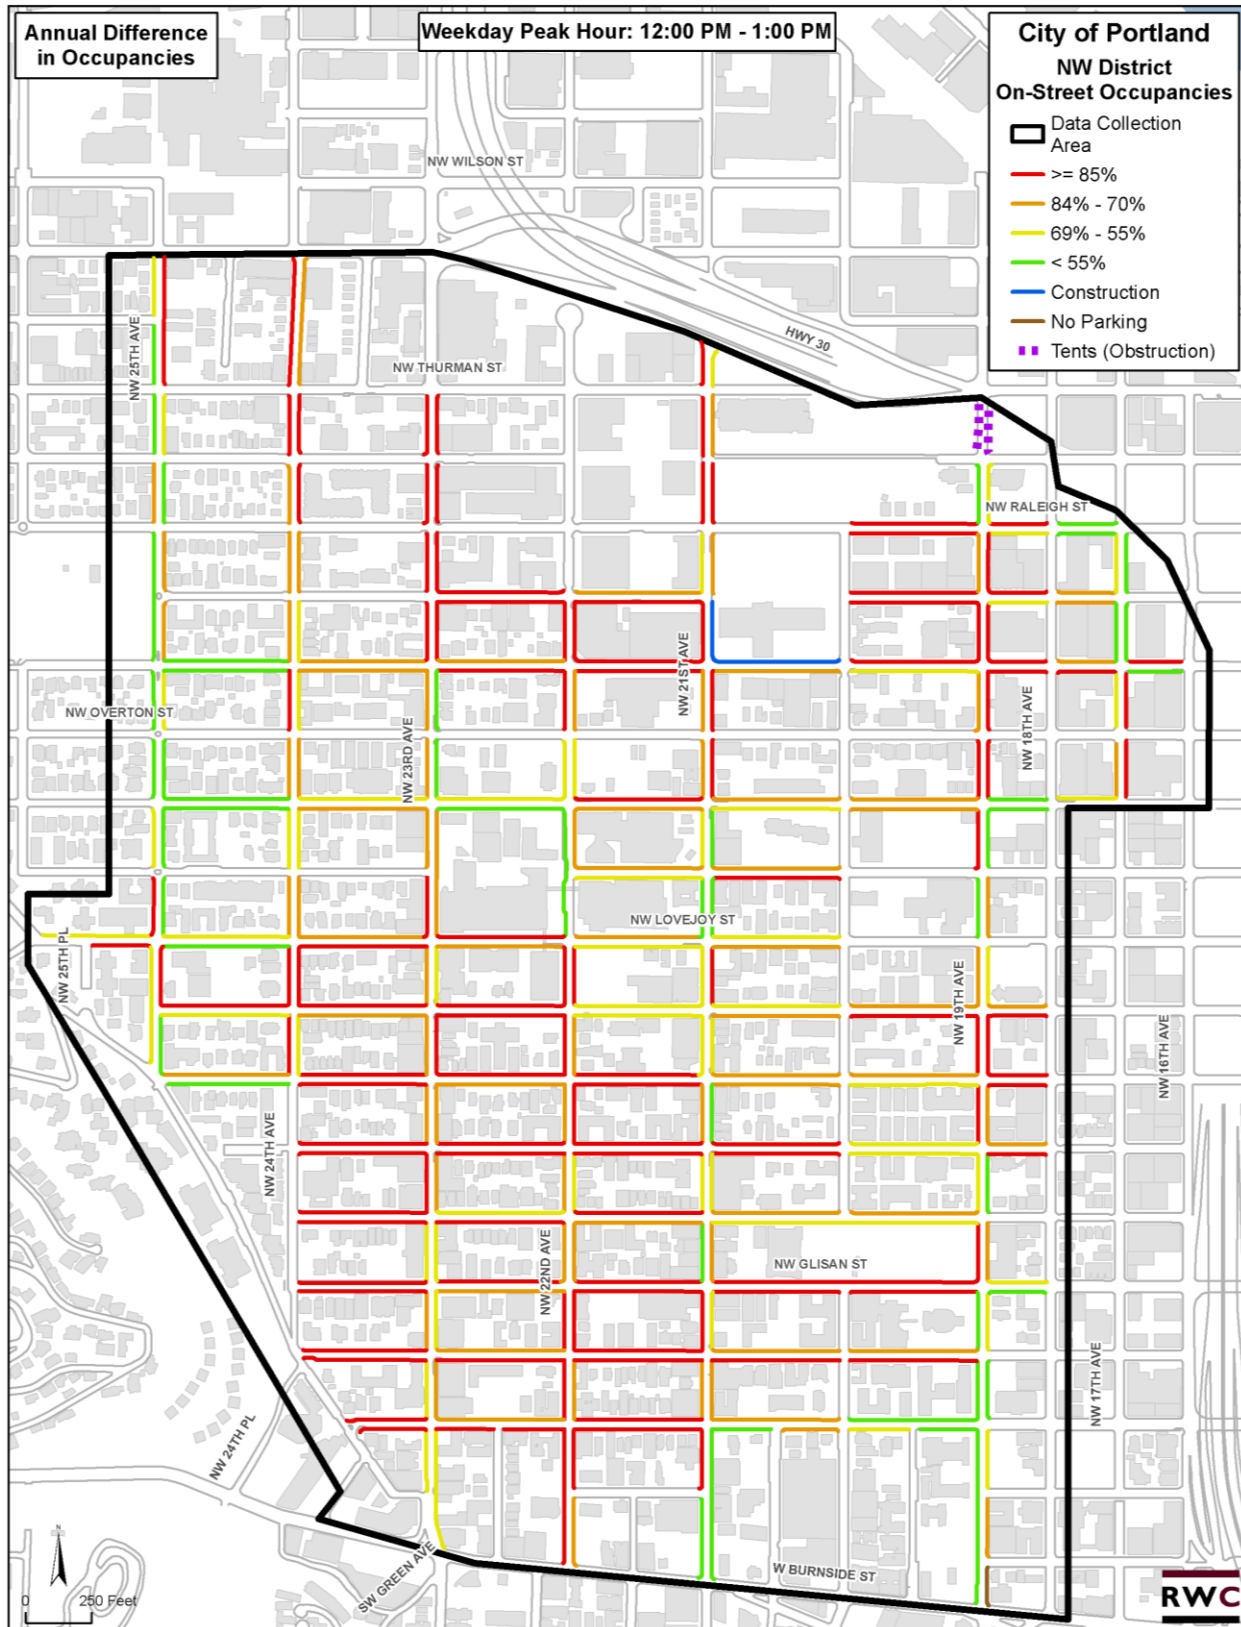 Annual Difference
in Occupancies
Weekday Peak Hour: 12:00 PM - 1:00 PM
City of Portland
NW District
On-Street Occupancies
Data Collection
Area
>= 85%
84% - 70%
69% - 55%
< 55%
Construction
No Parking
Tents (Obstruction)
NW WILSON ST
HWY 30
NW 25TH AVE
NW THURMAN ST
NW RALEIGH ST
NW 21ST AVE
NW OVERTON ST
NW 23RD AVE
NW 18TH AVE
NW LOVEJOY ST
NW 25TH PL
NW 19TH AVE
NW 16TH AVE
NW 24TH AVE
NW 22ND AVE
NW GLISAN ST
NW 17TH AVE
NW 24TH PL
W BURNSIDE ST
SW GREEN AVE
N
0 250 Feet
RWC